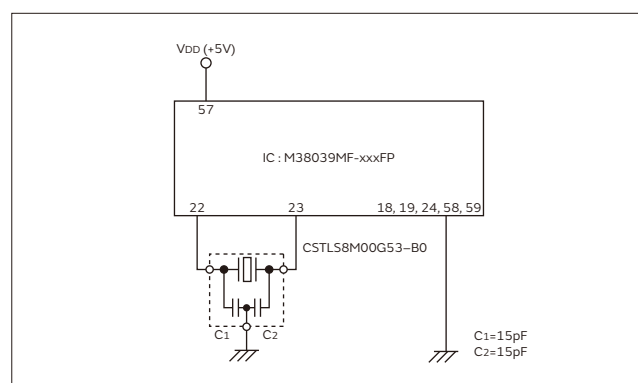 VDD (+5V)
57
IC : M38039MF-xxxFP
22 23 18, 19, 24, 58, 59
CSTLS8M00G53–B0
C1 C2
C1=15pF
C2=15pF